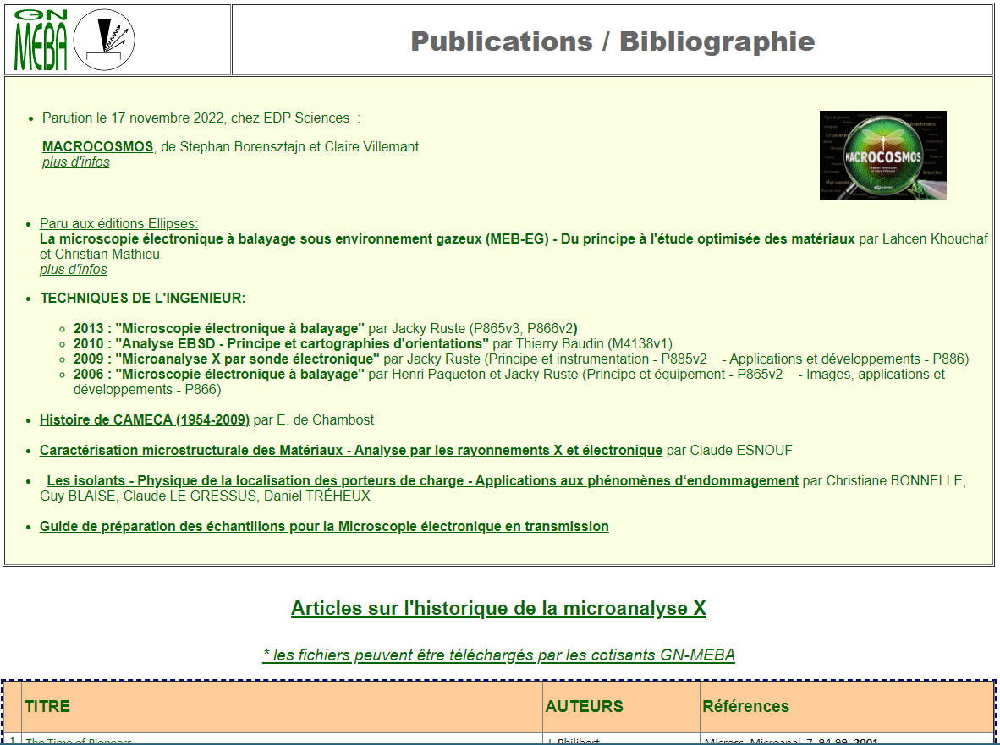 GN
MEBA
Publications / Bibliographie
Parution le 17 novembre 2022, chez EDP Sciences :
MACROCOSMOS, de Stephan Borensztajn et Claire Villemant
plus d'infos
MACROCOSMOS
Crustacés
Arachnides
Insectes
Myriapodes
Paru aux éditions Ellipses:
La microscopie électronique à balayage sous environnement gazeux (MEB-EG) - Du principe à l'étude optimisée des matériaux par Lahcen Khouchaf
et Christian Mathieu.
plus d'infos
TECHNIQUES DE L'INGENIEUR:
2013 : "Microscopie électronique à balayage" par Jacky Ruste (P865v3, P866v2)
2010 : "Analyse EBSD - Principe et cartographies d'orientations" par Thierry Baudin (M4138v1)
2009 : "Microanalyse X par sonde électronique" par Jacky Ruste (Principe et instrumentation - P885v2 - Applications et développements - P886)
2006 : "Microscopie électronique à balayage" par Henri Paqueton et Jacky Ruste (Principe et équipement - P865v2 - Images, applications et
développements - P866)
Histoire de CAMECA (1954-2009) par E. de Chambost
Caractérisation microstructurale des Matériaux - Analyse par les rayonnements X et électronique par Claude ESNOUF
Les isolants - Physique de la localisation des porteurs de charge - Applications aux phénomènes d‘endommagement par Christiane BONNELLE,
Guy BLAISE, Claude LE GRESSUS, Daniel TRÉHEUX
Guide de préparation des échantillons pour la Microscopie électronique en transmission
Articles sur l'historique de la microanalyse X
* les fichiers peuvent être téléchargés par les cotisants GN-MEBA
TITRE AUTEURS Références
1 The Time of Pioneers J. Philibert Microsc. Microanal. 7, 94-99, 2001